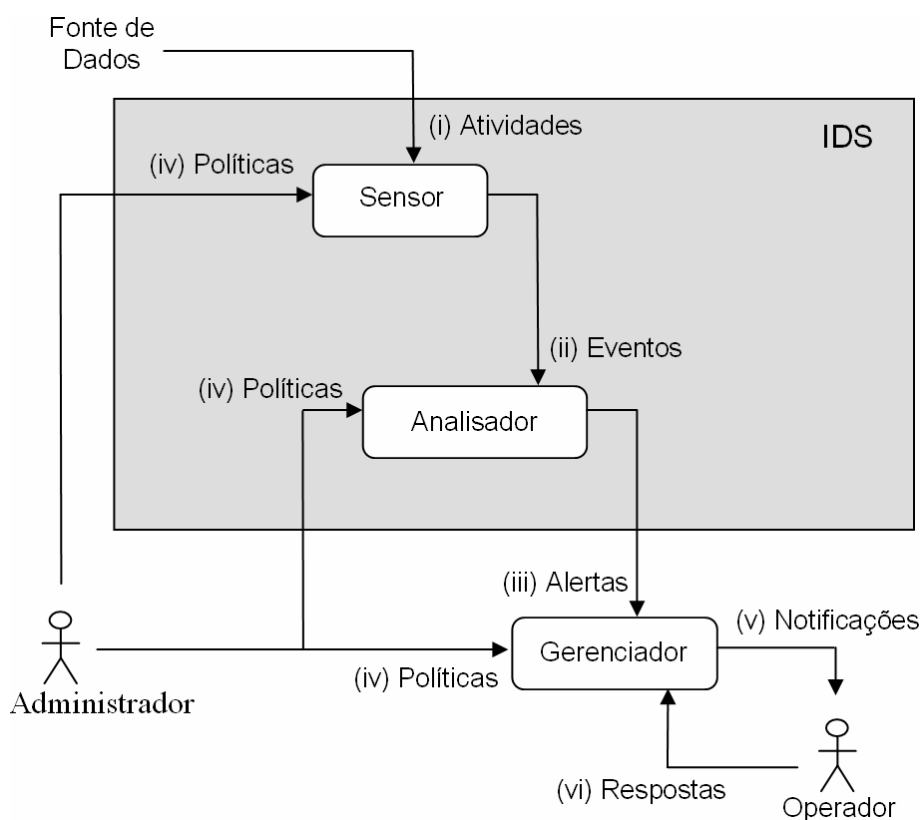 Fonte de
Dados
(i) Atividades
IDS
(iv) Políticas
Sensor
(ii) Eventos
(iv) Políticas
Analisador
(iii) Alertas
(v) Notificações
Gerenciador
(iv) Políticas
Administrador
(vi) Respostas
Operador